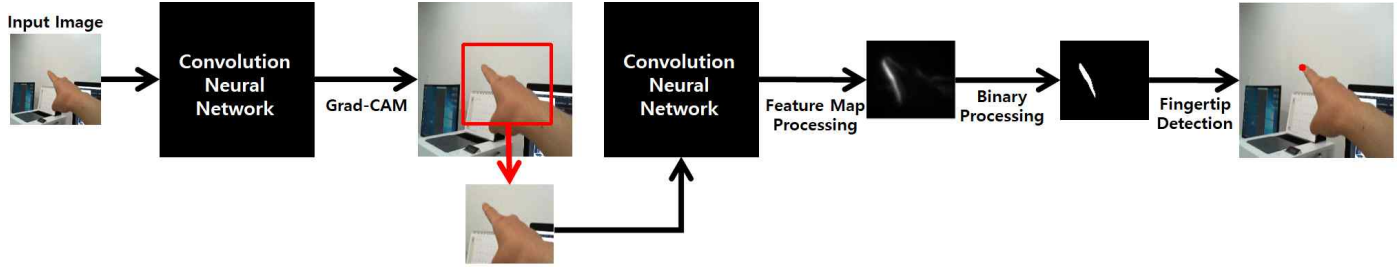 Input Image
Convolution
Neural
Network
Grad-CAM
Convolution
Neural
Network
Feature Map
Processing
Binary
Processing
Fingertip
Detection